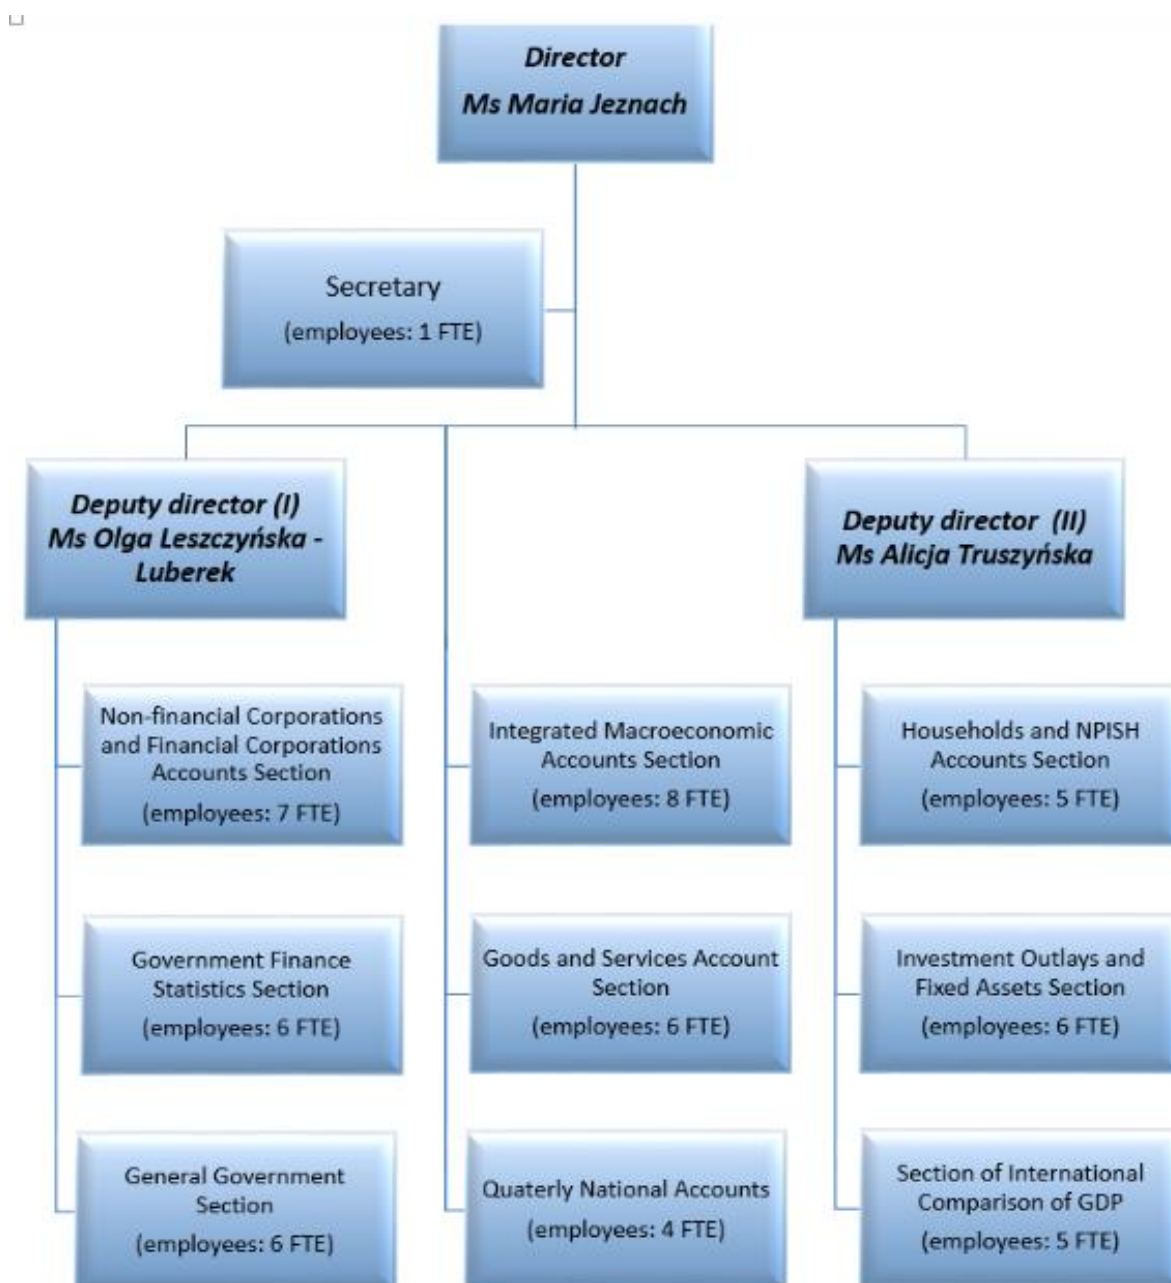 Director
Ms Maria Jeznach
Secretary
(employees: 1 FTE)
Deputy director (I)
Ms Olga Leszczyńska -
Luberek
Deputy director (II)
Ms Alicja Truszyńska
Non-financial Corporations
and Financial Corporations
Accounts Section
(employees: 7 FTE)
Integrated Macroeconomic
Accounts Section
(employees: 8 FTE)
Households and NPISH
Accounts Section
(employees: 5 FTE)
Government Finance
Statistics Section
(employees: 6 FTE)
Goods and Services Account
Section
(employees: 6 FTE)
Investment Outlays and
Fixed Assets Section
(employees: 6 FTE)
General Government
Section
(employees: 6 FTE)
Quaterly National Accounts
(employees: 4 FTE)
Section of International
Comparison of GDP
(employees: 5 FTE)